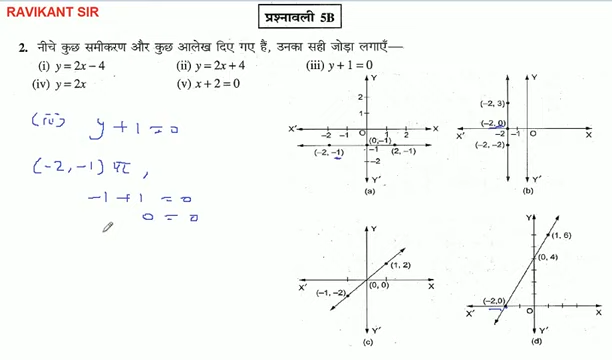 RAVIKANT SIR
प्रश्नावली 5B
2. नीचे कुछ समीकरण और कुछ आलेख दिए गए हैं, उनका सही जोड़ा लगाएँ—
(i) y = 2x – 4 (ii) y = 2x + 4 (iii) y + 1 = 0
(iv) y = 2x (v) x + 2 = 0
(iv) y + 1 = 0
(-2, -1) पर,
-1 + 1 = 0
0 = 0
Y
2
1
X' -2 -1 O 1 2 X
(0,-1)
(-2, -1) -1 (2, -1)
-2
Y'
(a)
Y
(-2, 3)
(-2, 0)
X' -2 -1 O X
(-2, -2)
Y'
(b)
Y
(1, 2)
X' (0, 0) X
(-1, -2)
Y'
(c)
Y
(1, 6)
(0, 4)
(-2,0)
X' O X
Y'
(d)